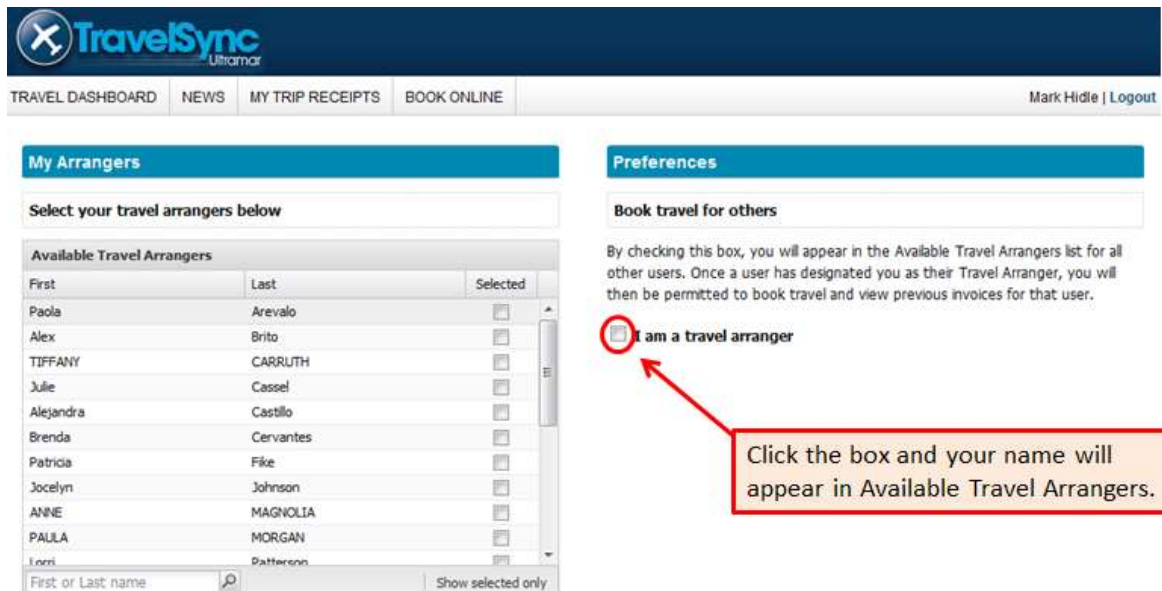 TravelSync
Ultramar
TRAVEL DASHBOARD NEWS MY TRIP RECEIPTS BOOK ONLINE Mark Hidle | Logout
My Arrangers
Select your travel arrangers below
Available Travel Arrangers
First Last Selected
Paola Arevalo
Alex Brito
TIFFANY CARRUTH
Julie Cassel
Alejandra Castillo
Brenda Cervantes
Patricia Fike
Jocelyn Johnson
ANNE MAGNOLIA
PAULA MORGAN
Lorri Patterson
First or Last name Show selected only
Preferences
Book travel for others
By checking this box, you will appear in the Available Travel Arrangers list for all
other users. Once a user has designated you as their Travel Arranger, you will
then be permitted to book travel and view previous invoices for that user.
I am a travel arranger
Click the box and your name will
appear in Available Travel Arrangers.